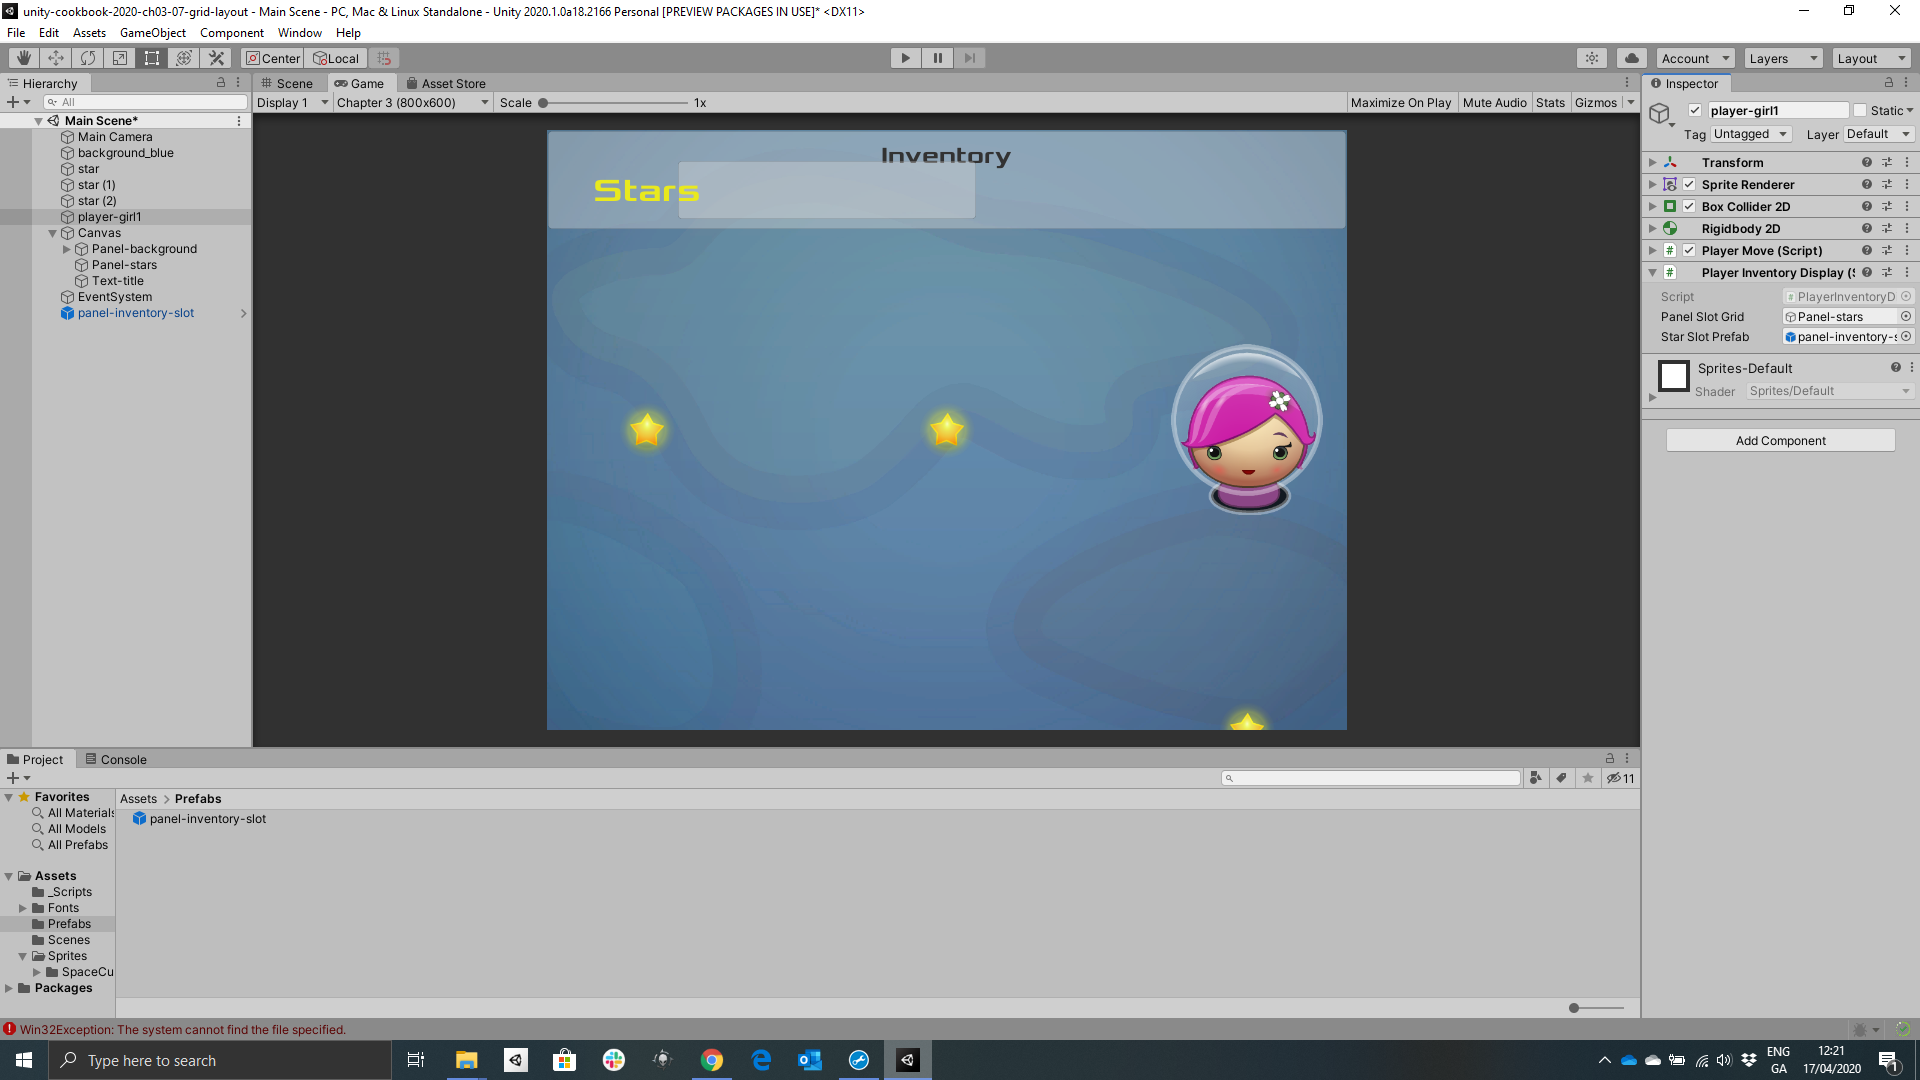 unity-cookbook-2020-ch03-07-grid-layout - Main Scene - PC, Mac & Linux Standalone - Unity 2020.1.0a18.2166 Personal [PREVIEW PACKAGES IN USE]* <DX11>
File Edit Assets GameObject Component Window Help
Center Local Account Layers Layout
Hierarchy
All
Main Scene*
Main Camera
background_blue
star
star (1)
star (2)
player-girl1
Canvas
Panel-background
Panel-stars
Text-title
EventSystem
panel-inventory-slot
Scene Game Asset Store
Display 1 Chapter 3 (800x600) Scale 1x Maximize On Play Mute Audio Stats Gizmos
Inventory
Stars
Inspector
player-girl1 Static
Tag Untagged Layer Default
Transform
Sprite Renderer
Box Collider 2D
Rigidbody 2D
Player Move (Script)
Player Inventory Display (S
Script PlayerInventoryD
Panel Slot Grid Panel-stars
Star Slot Prefab panel-inventory-s
Sprites-Default
Shader Sprites/Default
Add Component
Project Console
11
Favorites
All Materials
All Models
All Prefabs
Assets
_Scripts
Fonts
Prefabs
Scenes
Sprites
SpaceCu
Packages
Assets > Prefabs
panel-inventory-slot
Win32Exception: The system cannot find the file specified.
Type here to search
ENG
GA
12:21
17/04/2020
1